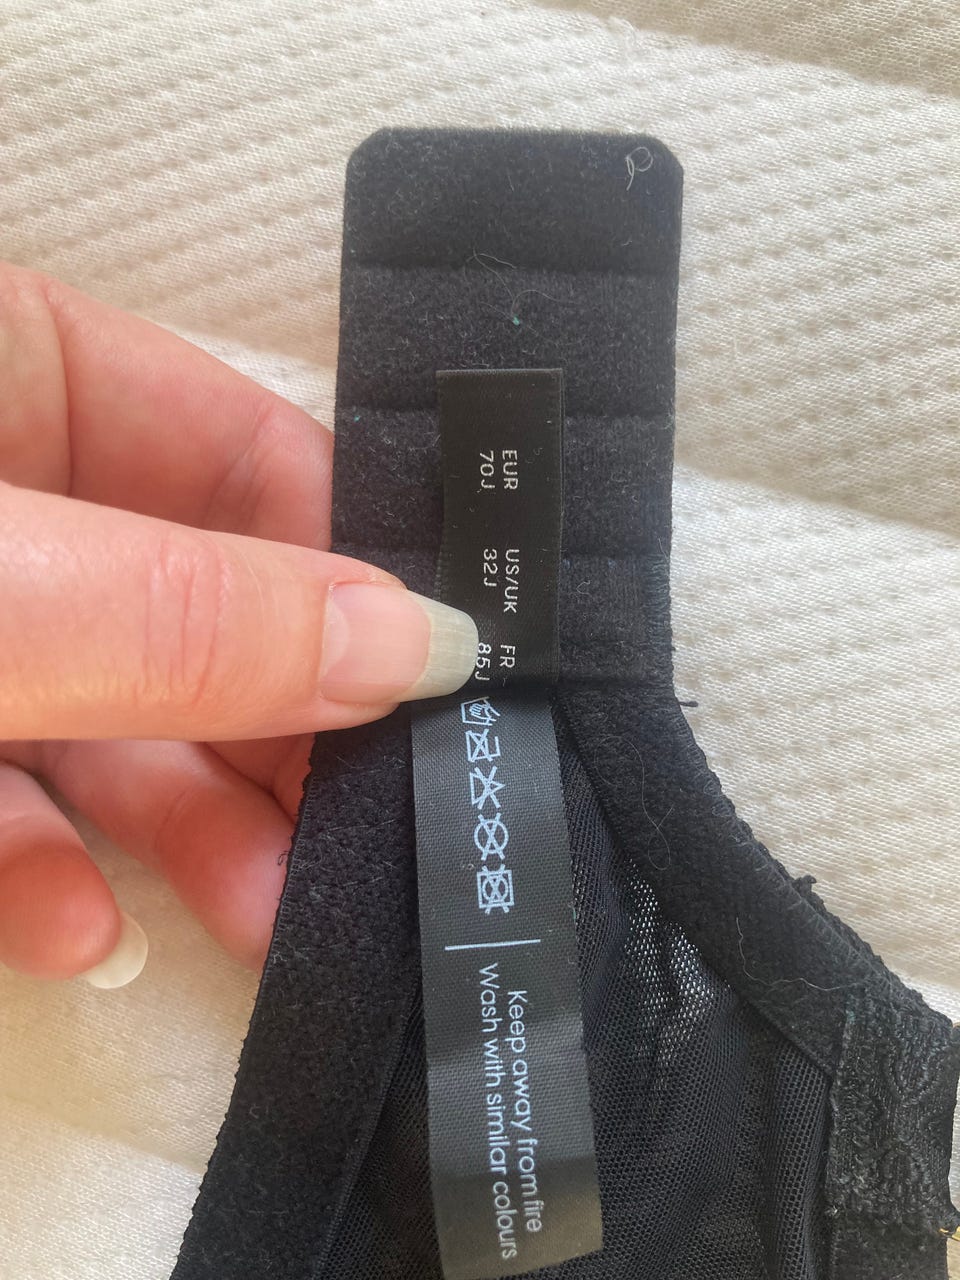 EUR US/UK FR
70J 32J 85J
Keep away from fire
Wash with similar colours